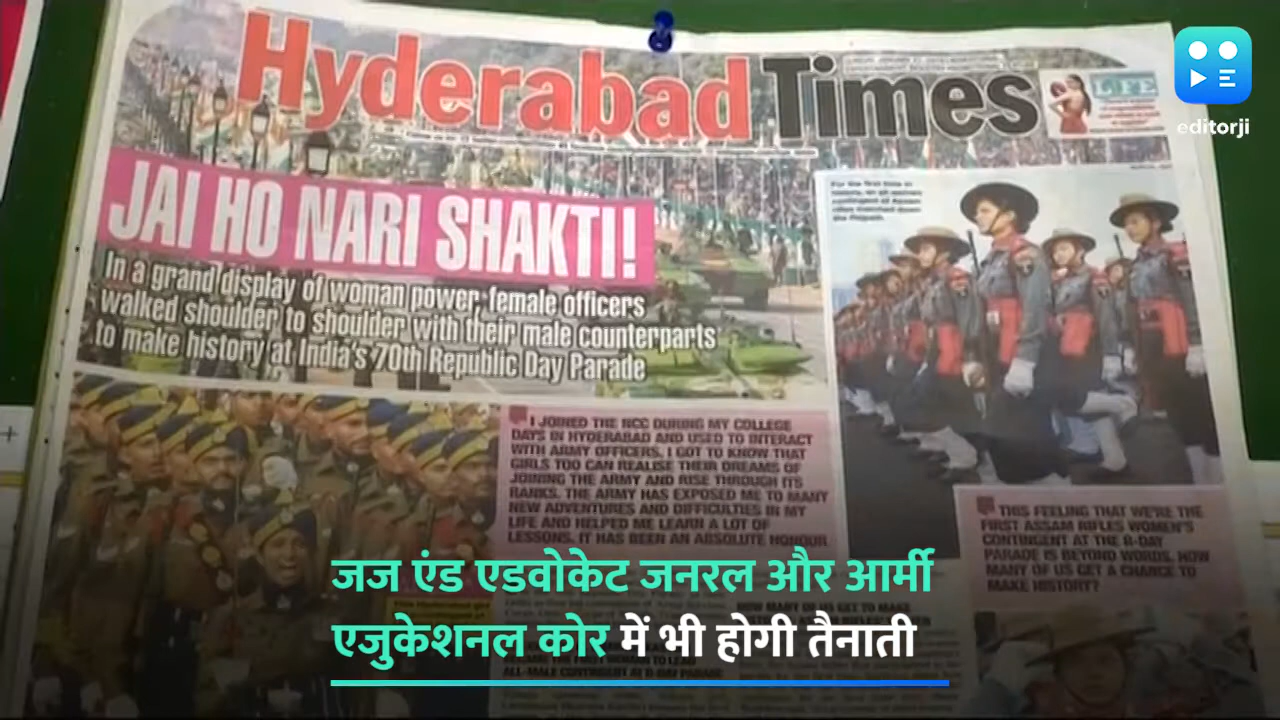 Hyderabad Times
LIFE
editorji
JAI HO NARI SHAKTI!
In a grand display of woman power, female officers
walked shoulder to shoulder with their male counterparts
to make history at India's 70th Republic Day Parade
For the first time in
I JOINED THE NCC DURING MY COLLEGE
DAYS IN HYDERABAD AND USED TO INTERACT
WITH ARMY OFFICERS. I GOT TO KNOW THAT
GIRLS TOO CAN REALISE THEIR DREAMS OF
JOINING THE ARMY AND RISE THROUGH ITS
RANKS. THE ARMY HAS EXPOSED ME TO MANY
NEW ADVENTURES AND DIFFICULTIES IN MY
LIFE AND HELPED ME LEARN A LOT OF
LESSONS. IT HAS BEEN AN ABSOLUTE HONOUR
THIS FEELING THAT WE'RE THE
FIRST ASSAM RIFLES WOMEN'S
CONTINGENT AT THE R-DAY
PARADE IS BEYOND WORDS. HOW
MANY OF US GET A CHANCE TO
MAKE HISTORY?
जज एंड एडवोकेट जनरल और आर्मी
एजुकेशनल कोर में भी होगी तैनाती